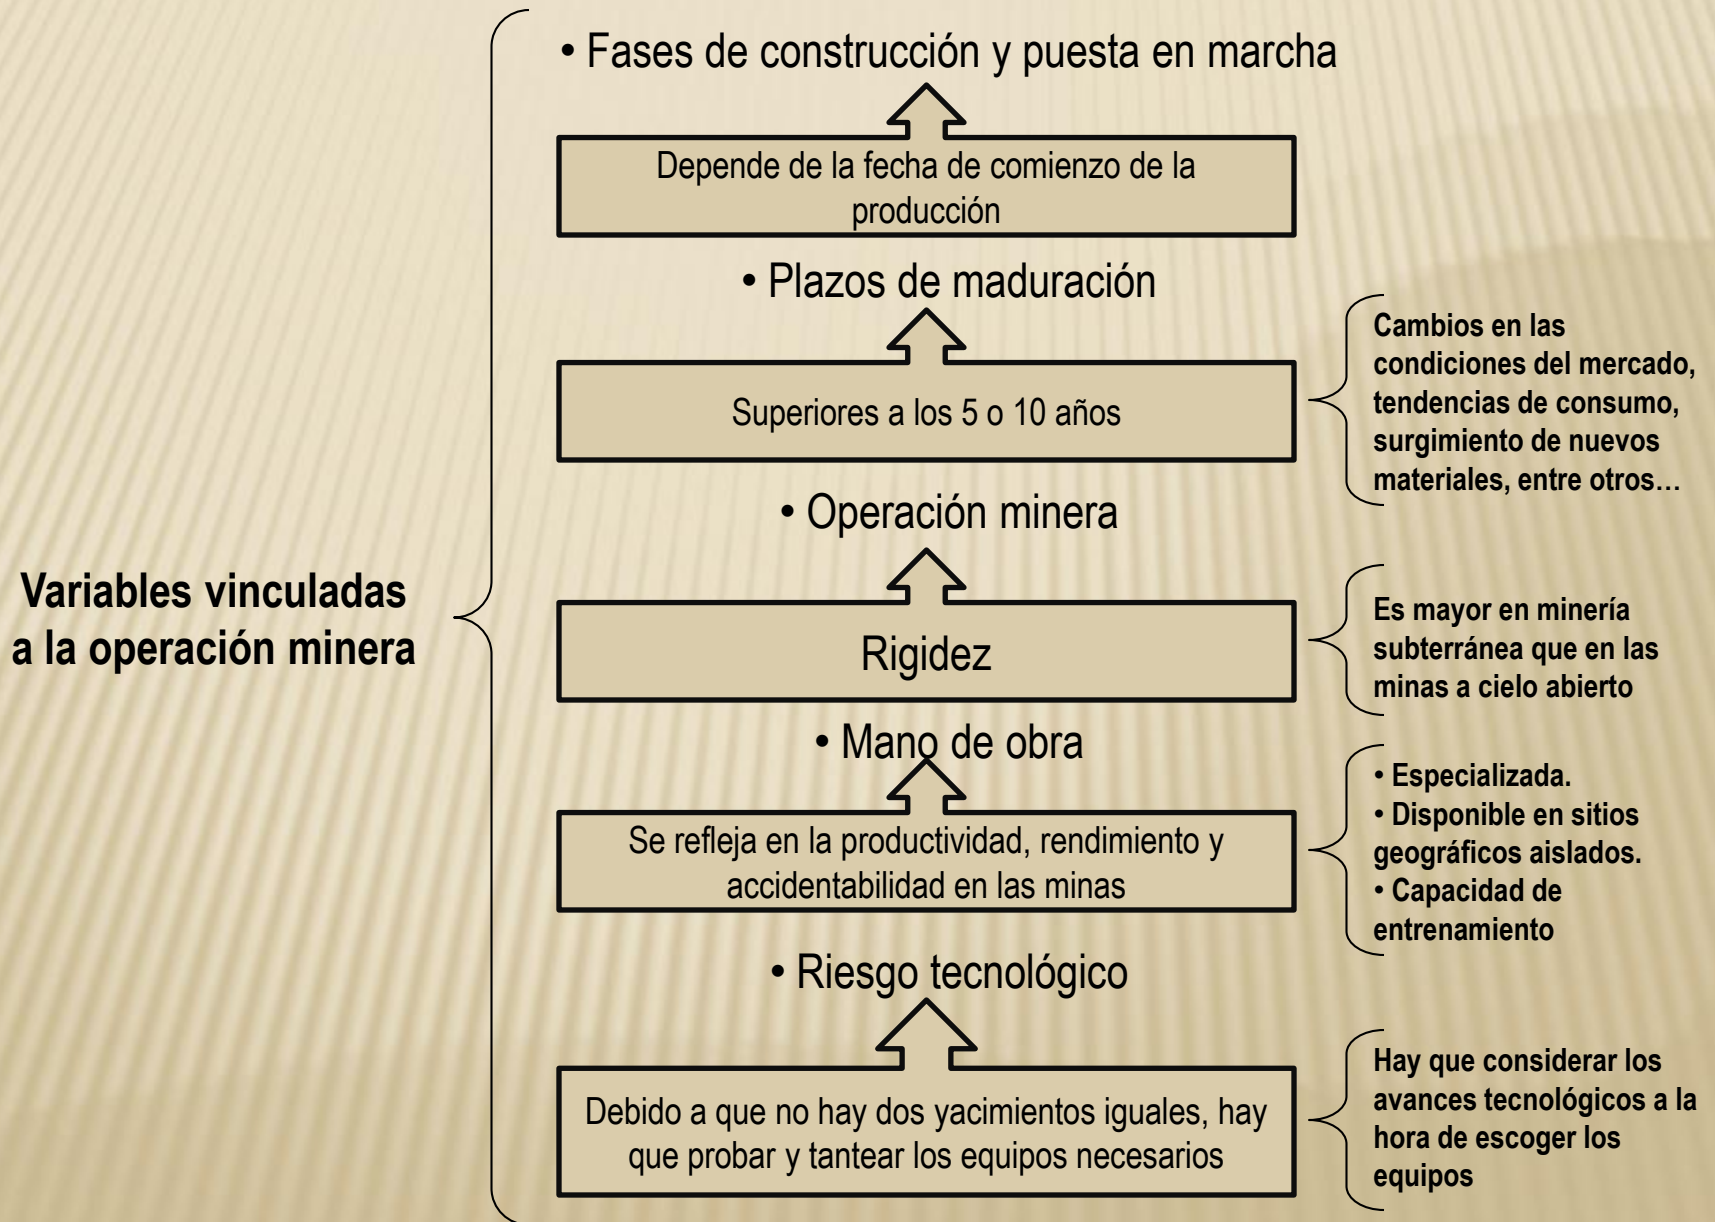 Variables vinculadas
a la operación minera
• Fases de construcción y puesta en marcha
Depende de la fecha de comienzo de la
producción
• Plazos de maduración
Superiores a los 5 o 10 años
Cambios en las
condiciones del mercado,
tendencias de consumo,
surgimiento de nuevos
materiales, entre otros…
• Operación minera
Rigidez
Es mayor en minería
subterránea que en las
minas a cielo abierto
• Mano de obra
Se refleja en la productividad, rendimiento y
accidentabilidad en las minas
• Especializada.
• Disponible en sitios
geográficos aislados.
• Capacidad de
entrenamiento
• Riesgo tecnológico
Debido a que no hay dos yacimientos iguales, hay
que probar y tantear los equipos necesarios
Hay que considerar los
avances tecnológicos a la
hora de escoger los
equipos